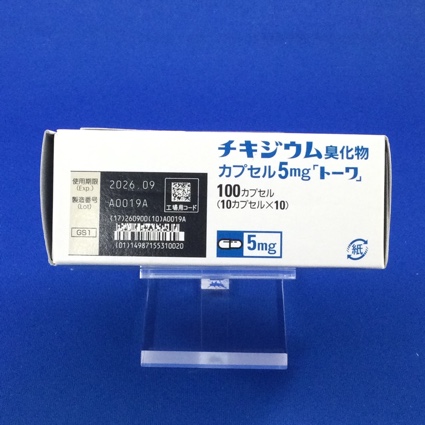 チキジウム臭化物
カプセル5mg「トーワ」
100カプセル
(10カプセル×10)
5mg
紙
使用期限
(Exp.)
2026.09
製造番号
(Lot)
A0019A
工場用コード
(17)260900(10)A0019A
GS1
(01)14987155310020